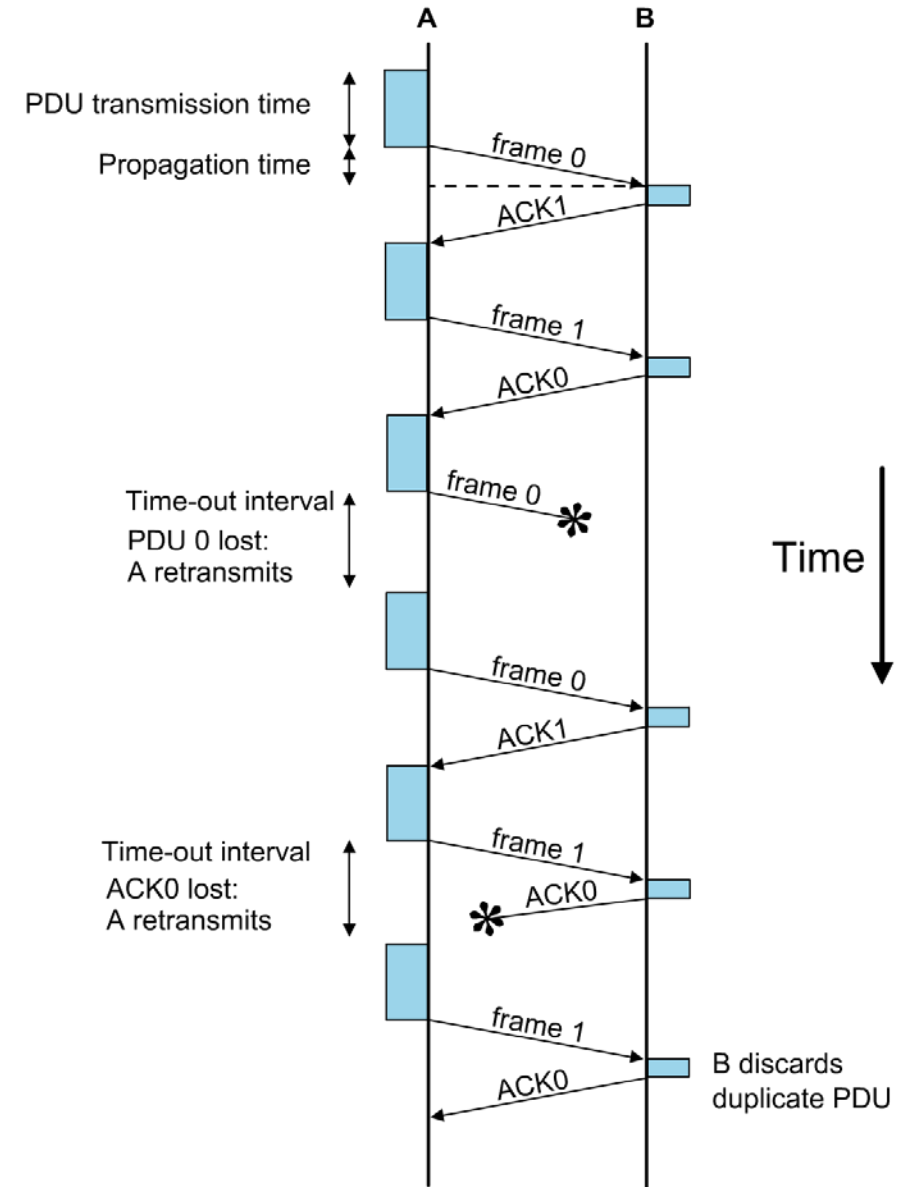 A
B
PDU transmission time
frame 0
Propagation time
ACK1
frame 1
ACK0
frame 0
Time-out interval
PDU 0 lost:
A retransmits
Time
frame 0
ACK1
frame 1
Time-out interval
ACK0 lost:
A retransmits
ACK0
frame 1
B discards
duplicate PDU
ACK0